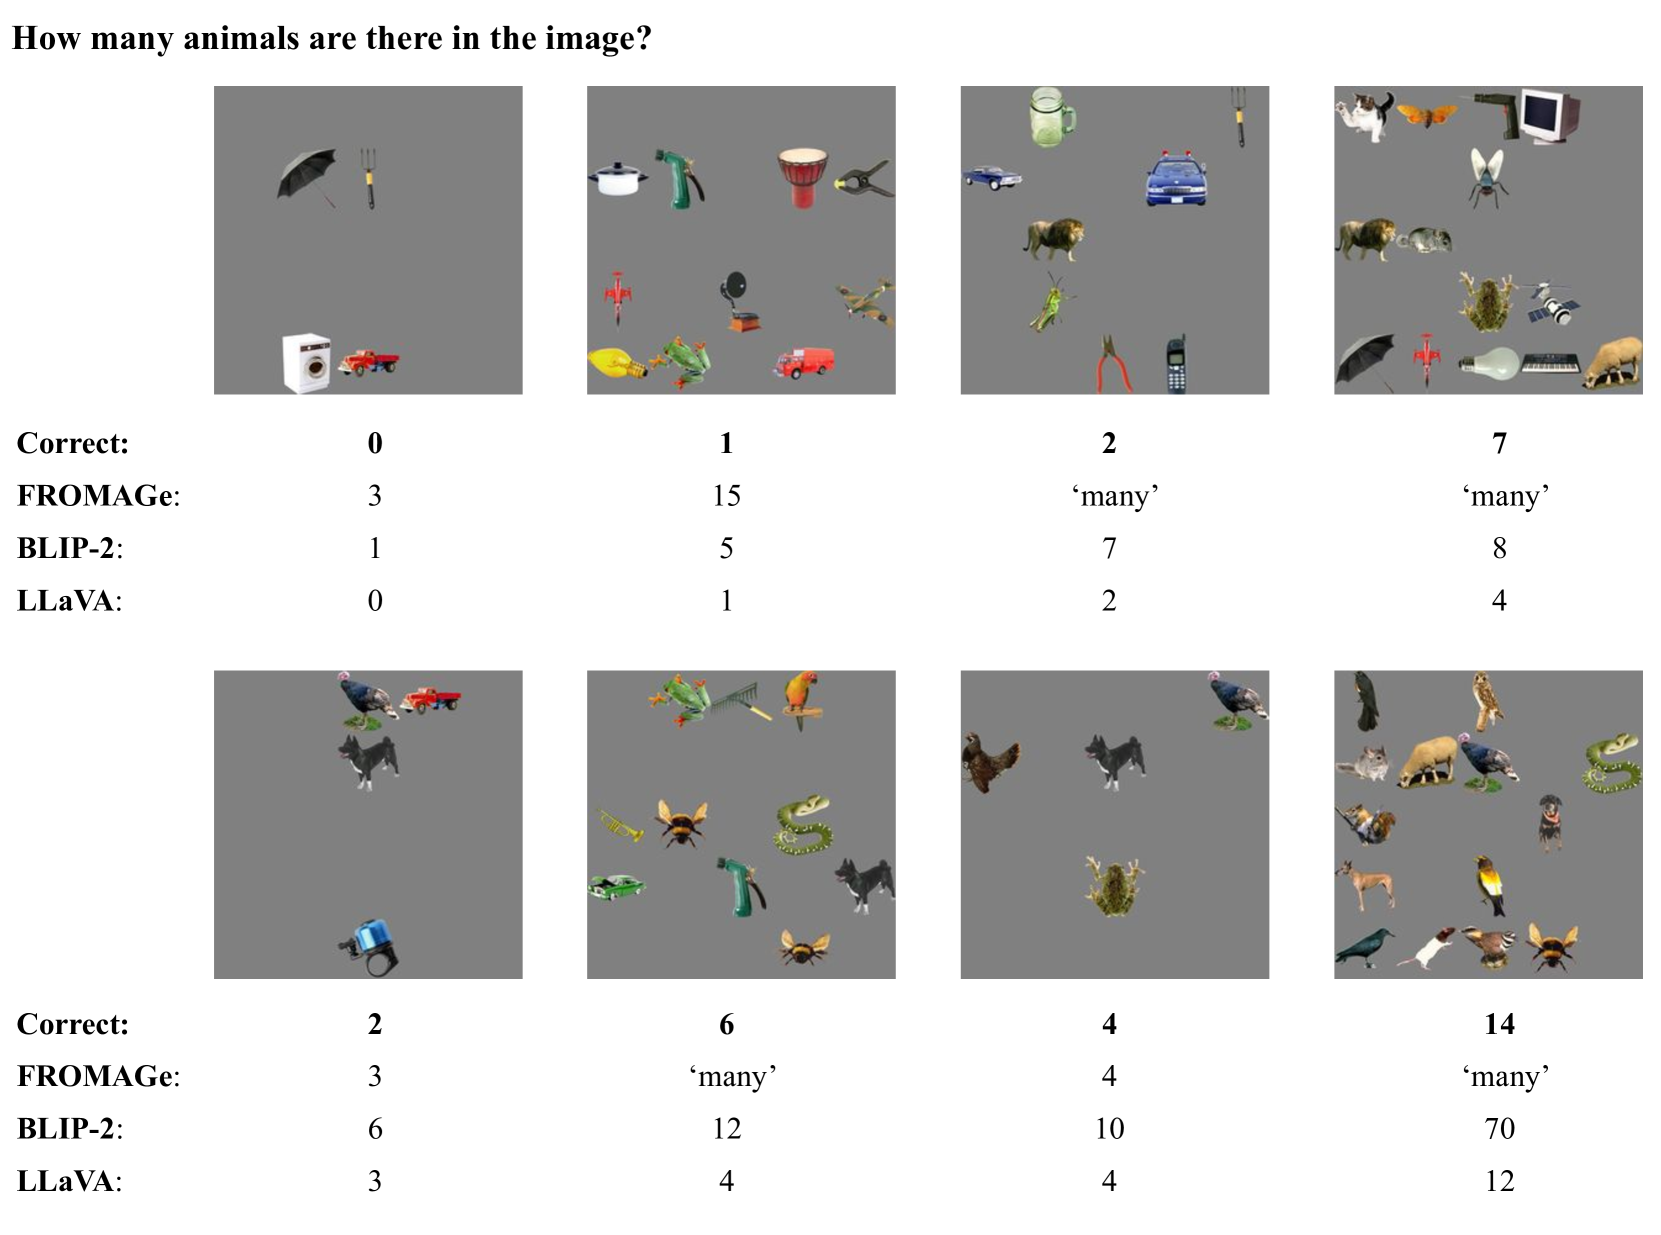 How many animals are there in the image?
Correct: 0 1 2 7
FROMAGe: 3 15 ‘many’ ‘many’
BLIP-2: 1 5 7 8
LLaVA: 0 1 2 4
Correct: 2 6 4 14
FROMAGe: 3 ‘many’ 4 ‘many’
BLIP-2: 6 12 10 70
LLaVA: 3 4 4 12